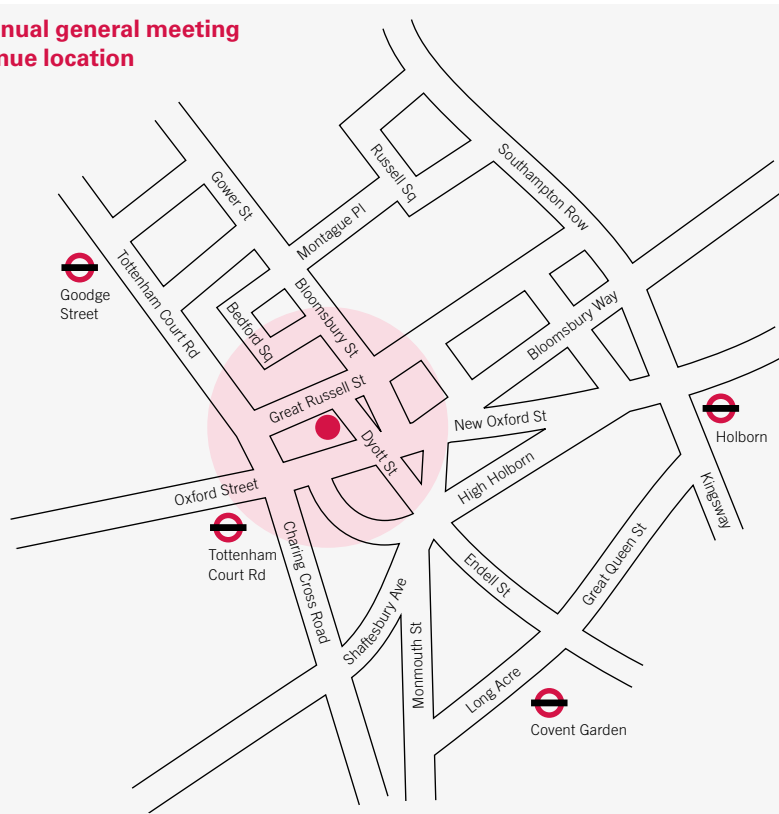 nual general meeting
nue location
Southampton Row
Russell Sq
Gower St
Montague Pl
Tottenham Court Rd
Goodge
Street
Bloomsbury St
Bedford Sq
Bloomsbury Way
Great Russell St
New Oxford St
Dyott St
Holborn
High Holborn
Oxford Street
Kingsway
Tottenham
Court Rd
Charing Cross Road
Endell St
Great Queen St
Shaftesbury Ave
Monmouth St
Long Acre
Covent Garden